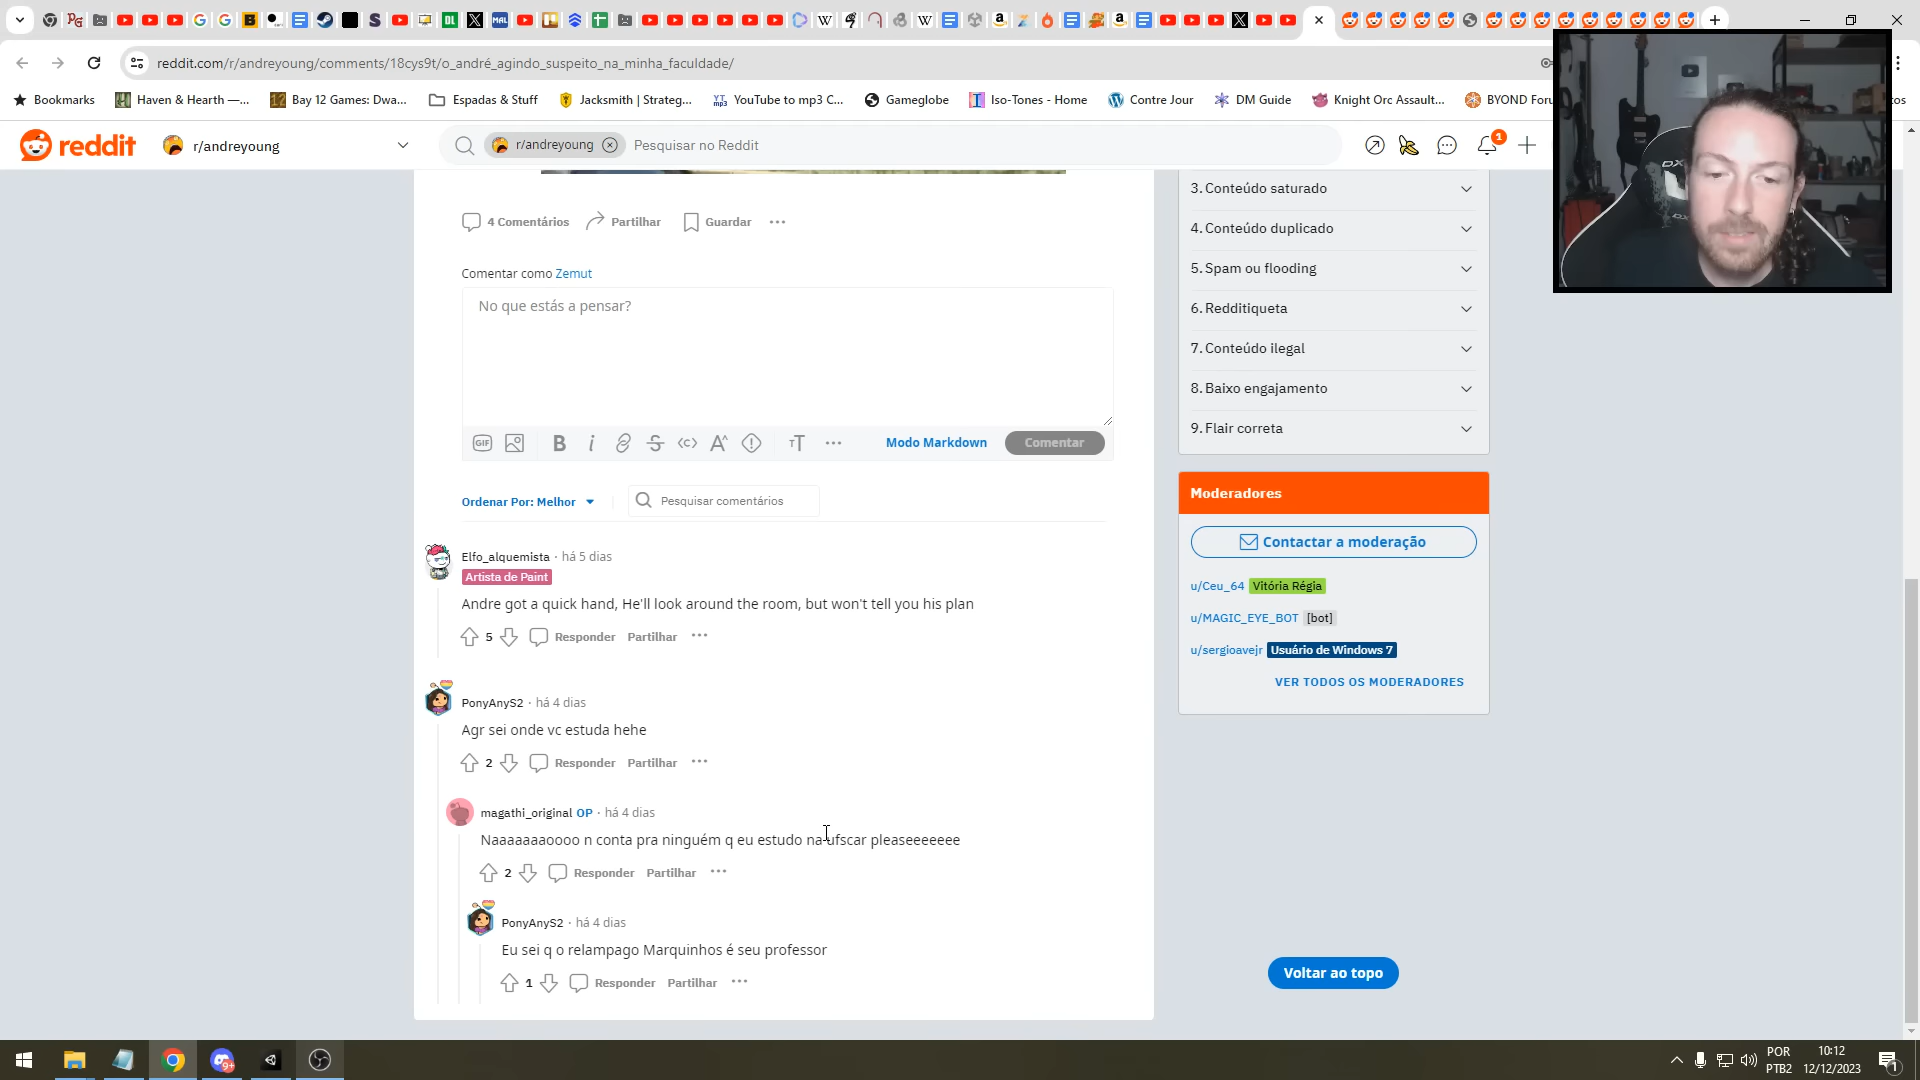 reddit.com/r/andreyoung/comments/18cys9t/o_andré_agindo_suspeito_na_minha_faculdade/
Bookmarks
Haven & Hearth —...
Bay 12 Games: Dwa...
Espadas & Stuff
Jacksmith | Strateg...
YouTube to mp3 C...
Gameglobe
Iso-Tones - Home
Contre Jour
DM Guide
Knight Orc Assault...
BYOND Foru
reddit
r/andreyoung
r/andreyoung
Pesquisar no Reddit
1
4 Comentários
Partilhar
Guardar
Comentar como Zemut
No que estás a pensar?
GIF
Modo Markdown
Comentar
Ordenar Por: Melhor
Pesquisar comentários
Elfo_alquemista · há 5 dias
Artista de Paint
Andre got a quick hand, He'll look around the room, but won't tell you his plan
5 Responder Partilhar
PonyAnyS2 · há 4 dias
Agr sei onde vc estuda hehe
2 Responder Partilhar
magathi_original OP · há 4 dias
Naaaaaaaoooo n conta pra ninguém q eu estudo na ufscar pleaseeeeeee
2 Responder Partilhar
PonyAnyS2 · há 4 dias
Eu sei q o relampago Marquinhos é seu professor
1 Responder Partilhar
3. Conteúdo saturado
4. Conteúdo duplicado
5. Spam ou flooding
6. Redditiqueta
7. Conteúdo ilegal
8. Baixo engajamento
9. Flair correta
Moderadores
Contactar a moderação
u/Ceu_64 Vitória Régia
u/MAGIC_EYE_BOT [bot]
u/sergioavejr Usuário de Windows 7
VER TODOS OS MODERADORES
Voltar ao topo
POR
PTB2
10:12
12/12/2023